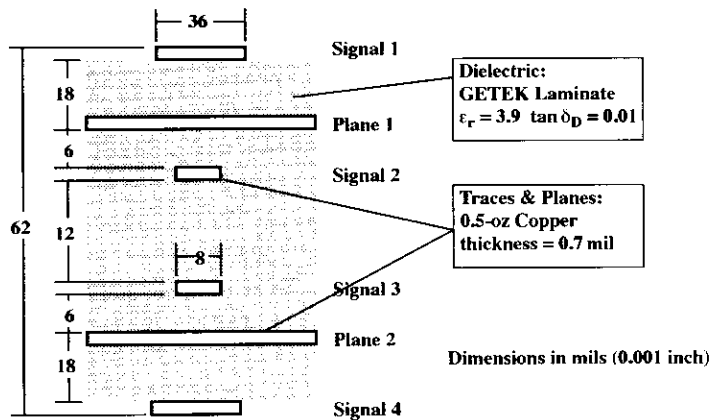 36
Signal 1
18
Dielectric:
GETEK Laminate
εr = 3.9 tan δD = 0.01
Plane 1
6
Signal 2
62
12
Traces & Planes:
0.5-oz Copper
thickness = 0.7 mil
8
Signal 3
6
Plane 2
18
Dimensions in mils (0.001 inch)
Signal 4